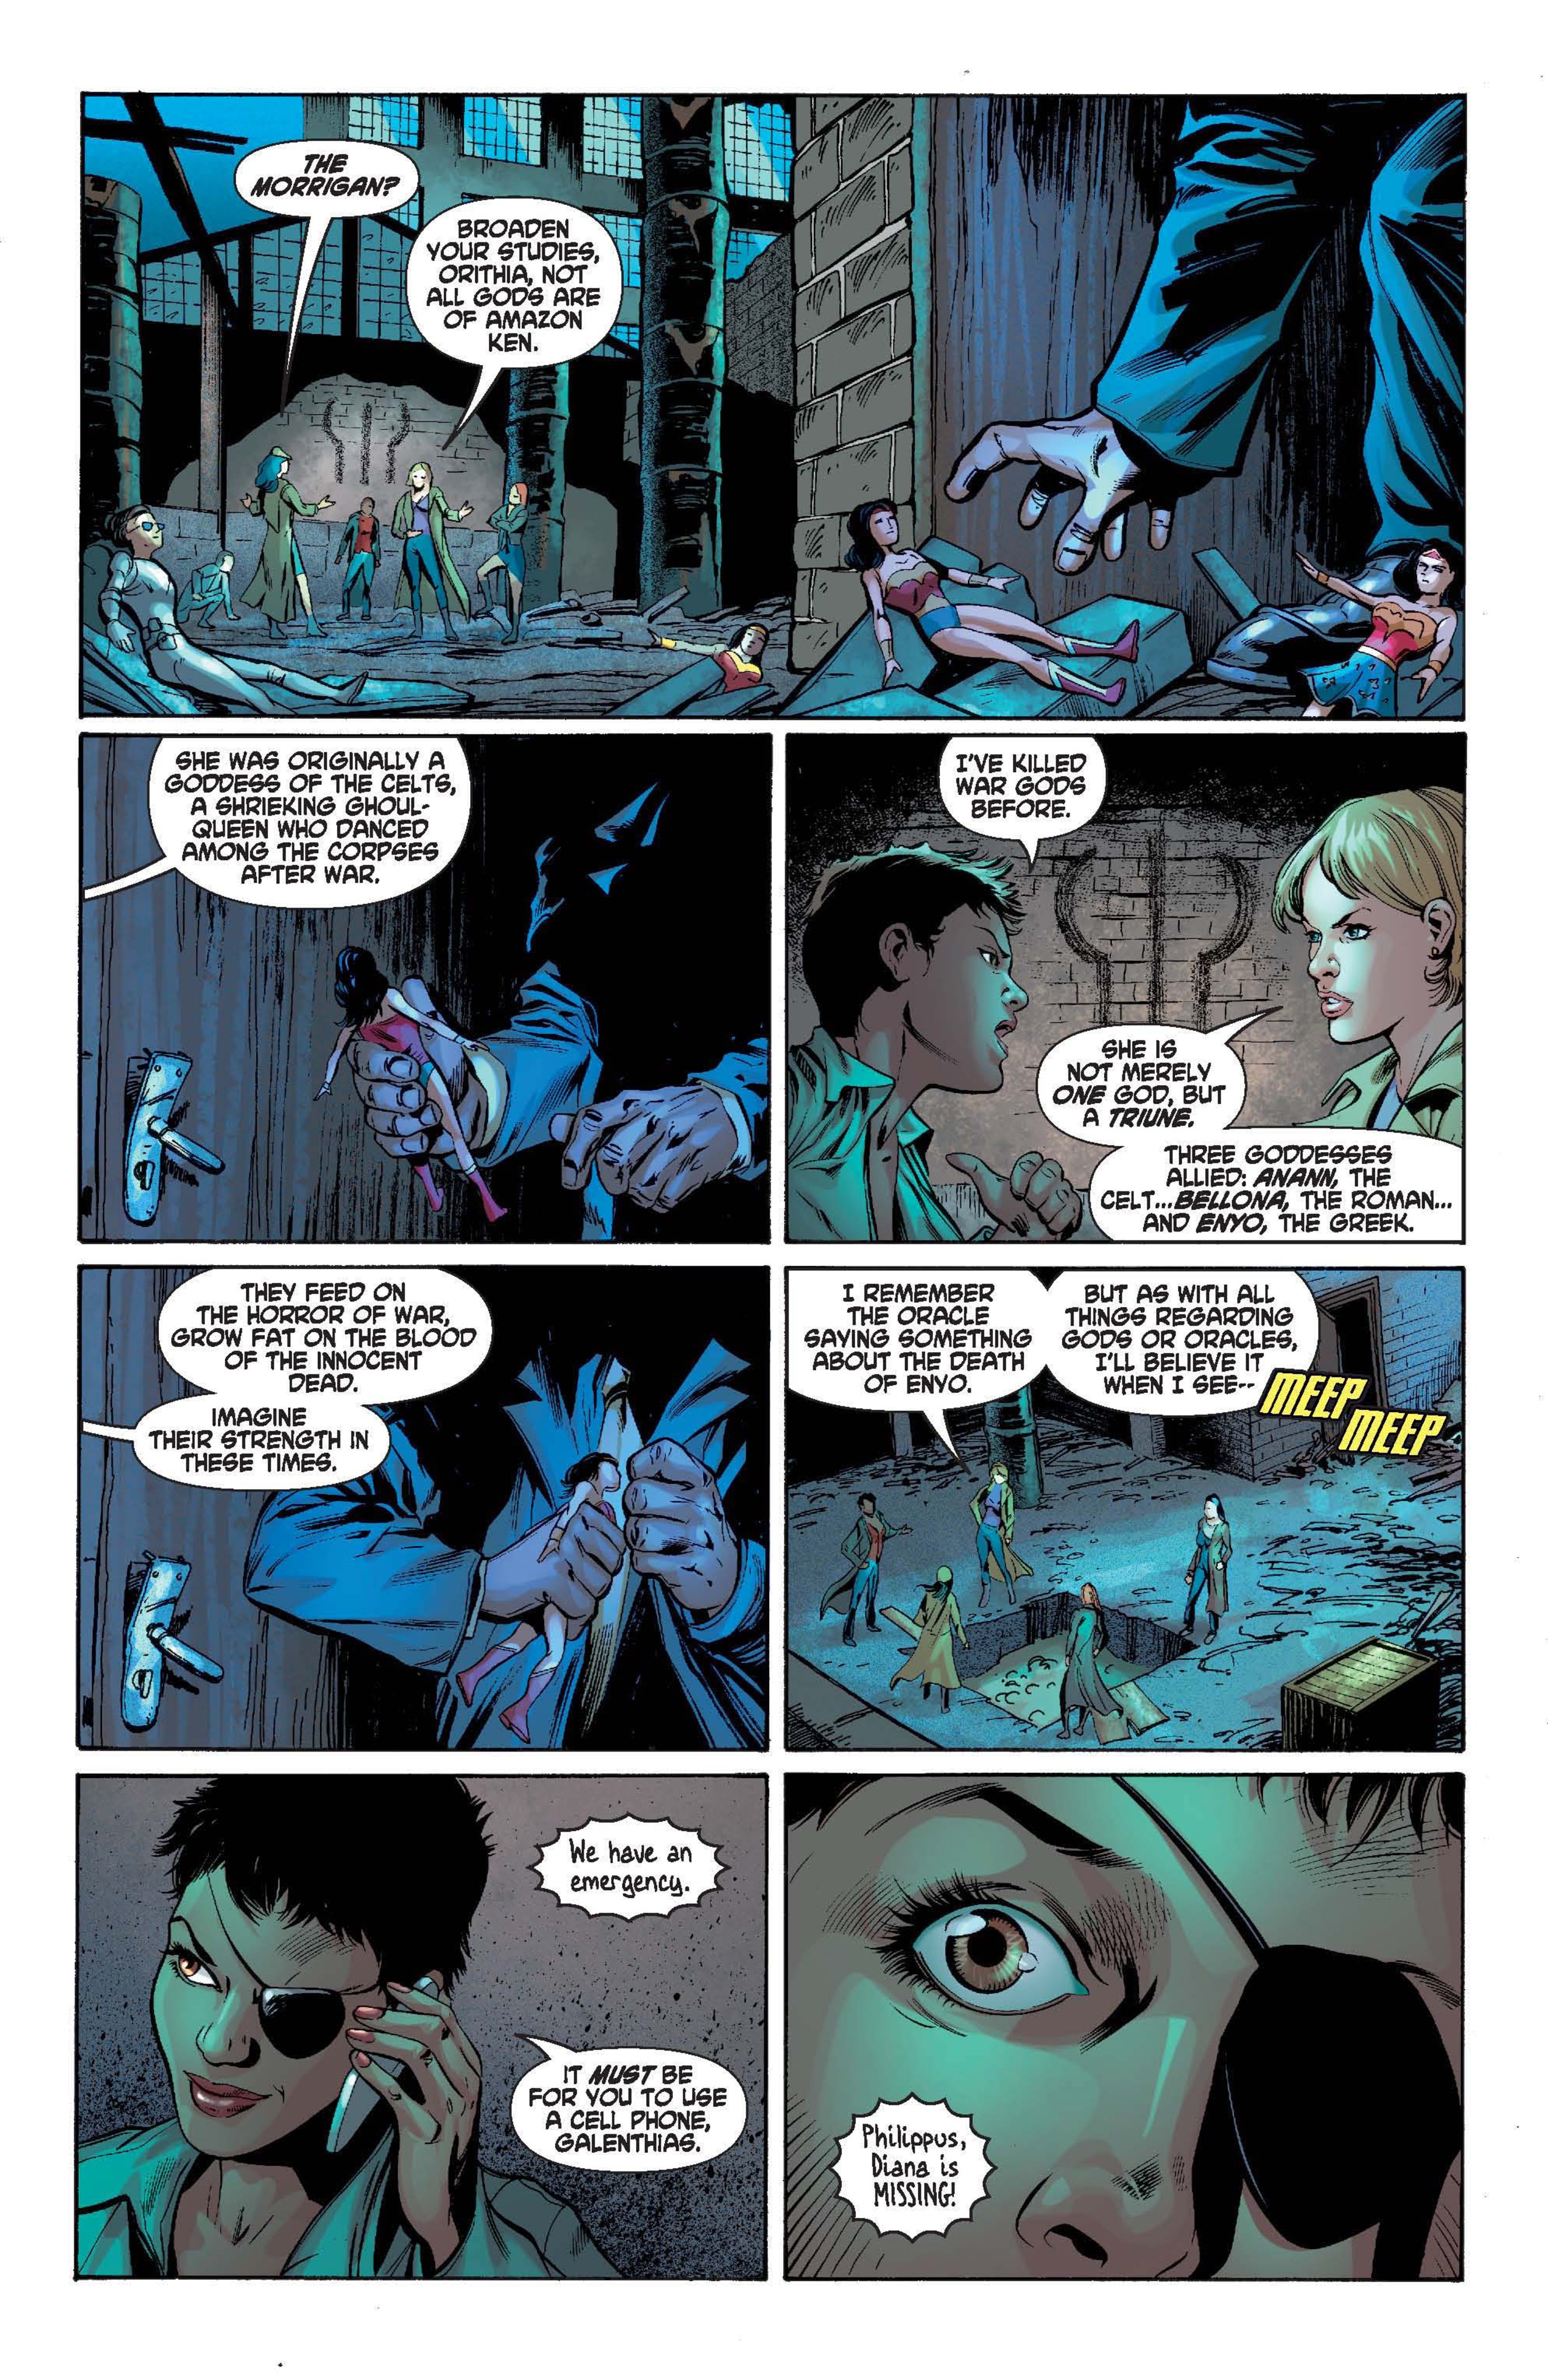 THE
MORRIGAN?
BROADEN
YOUR STUDIES,
ORITHIA, NOT
ALL GODS ARE
OF AMAZON
KEN.
SHE WAS ORIGINALLY A
GODDESS OF THE CELTS,
A SHRIEKING GHOUL-
QUEEN WHO DANCED
AMONG THE CORPSES
AFTER WAR.
I'VE KILLED
WAR GODS
BEFORE.
SHE IS
NOT MERELY
ONE GOD, BUT
A TRIUNE.
THREE GODDESSES
ALLIED: ANANN, THE
CELT...BELLONA, THE ROMAN...
AND ENYO, THE GREEK.
THEY FEED ON
THE HORROR OF WAR,
GROW FAT ON THE BLOOD
OF THE INNOCENT
DEAD.
IMAGINE
THEIR STRENGTH IN
THESE TIMES.
I REMEMBER
THE ORACLE
SAYING SOMETHING
ABOUT THE DEATH
OF ENYO.
BUT AS WITH ALL
THINGS REGARDING
GODS OR ORACLES,
I'LL BELIEVE IT
WHEN I SEE--
MEEP
MEEP
We have an
emergency.
IT MUST BE
FOR YOU TO USE
A CELL PHONE,
GALENTHIAS.
Philippus,
Diana is
MISSING!